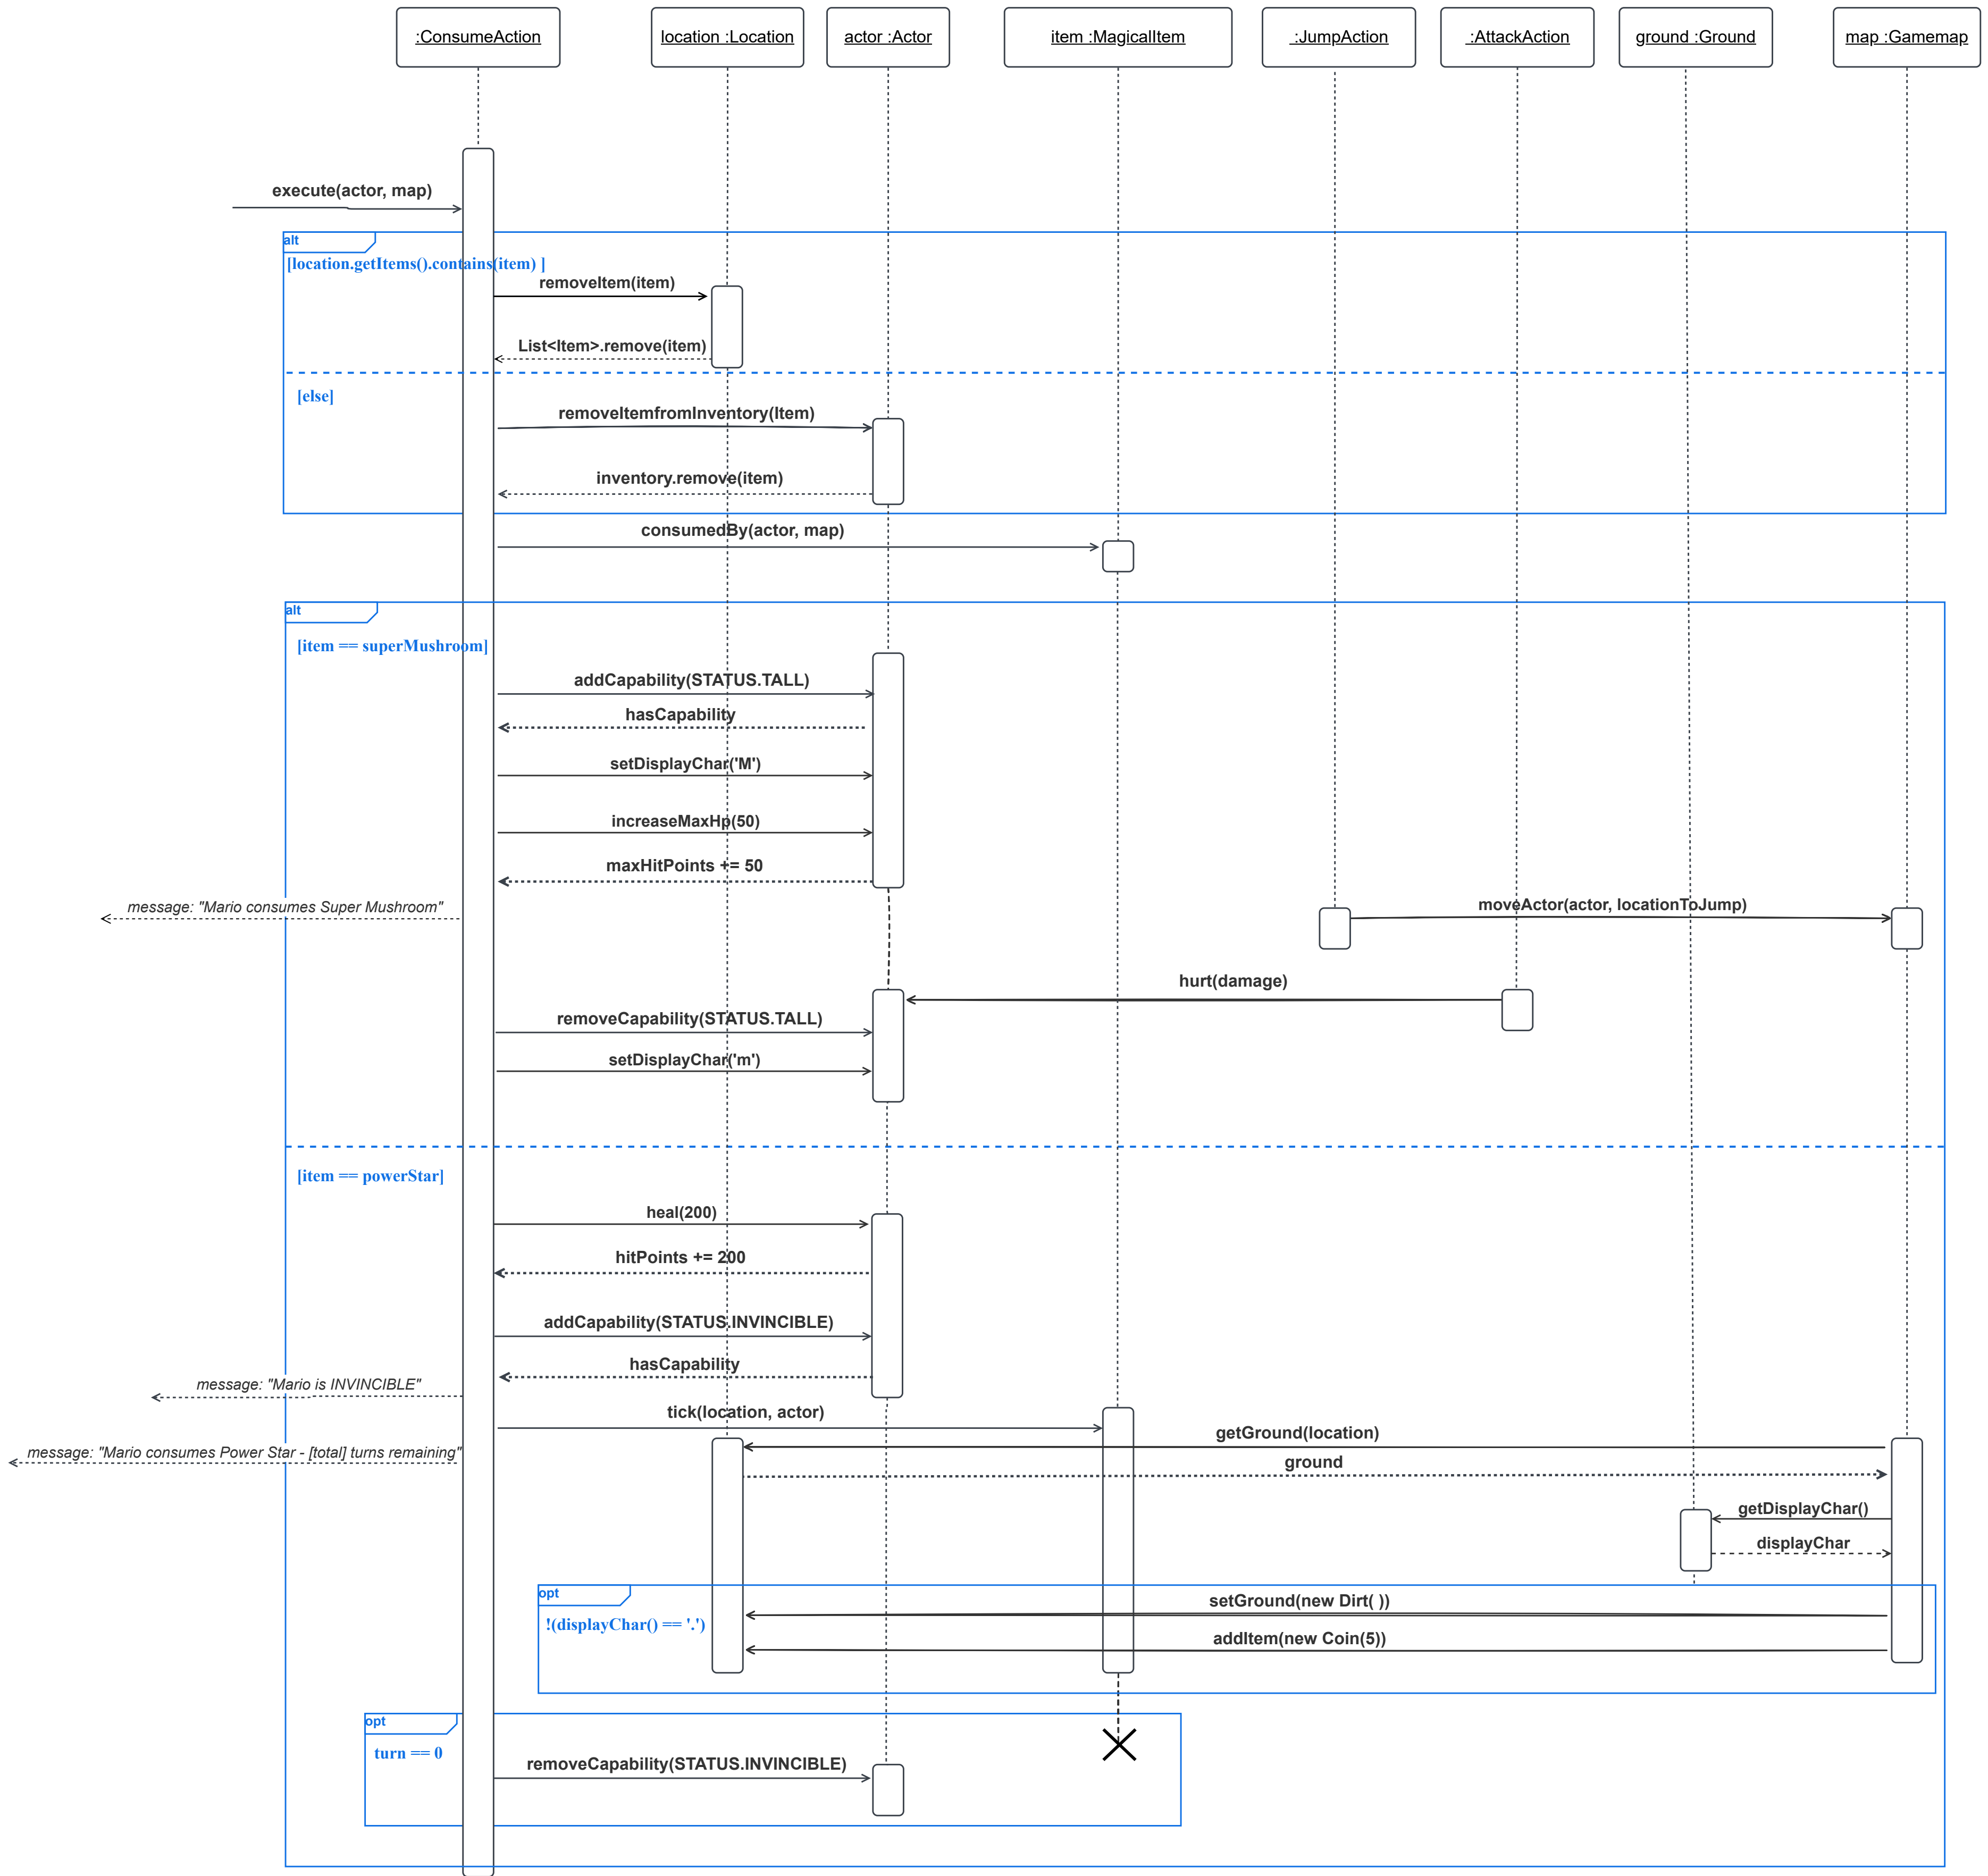 :ConsumeAction
location :Location
actor :Actor
item :MagicalItem
:JumpAction
:AttackAction
ground :Ground
map :Gamemap
execute(actor, map)
alt
[location.getItems().contains(item) ]
removeItem(item)
List<Item>.remove(item)
[else]
removeItemfromInventory(Item)
inventory.remove(item)
consumedBy(actor, map)
alt
[item == superMushroom]
addCapability(STATUS.TALL)
hasCapability
setDisplayChar('M')
increaseMaxHp(50)
maxHitPoints += 50
message: "Mario consumes Super Mushroom"
moveActor(actor, locationToJump)
hurt(damage)
removeCapability(STATUS.TALL)
setDisplayChar('m')
[item == powerStar]
heal(200)
hitPoints += 200
addCapability(STATUS.INVINCIBLE)
hasCapability
message: "Mario is INVINCIBLE"
tick(location, actor)
getGround(location)
message: "Mario consumes Power Star - [total] turns remaining"
ground
getDisplayChar()
displayChar
opt
setGround(new Dirt( ))
!(displayChar() == '.')
addItem(new Coin(5))
opt
turn == 0
removeCapability(STATUS.INVINCIBLE)